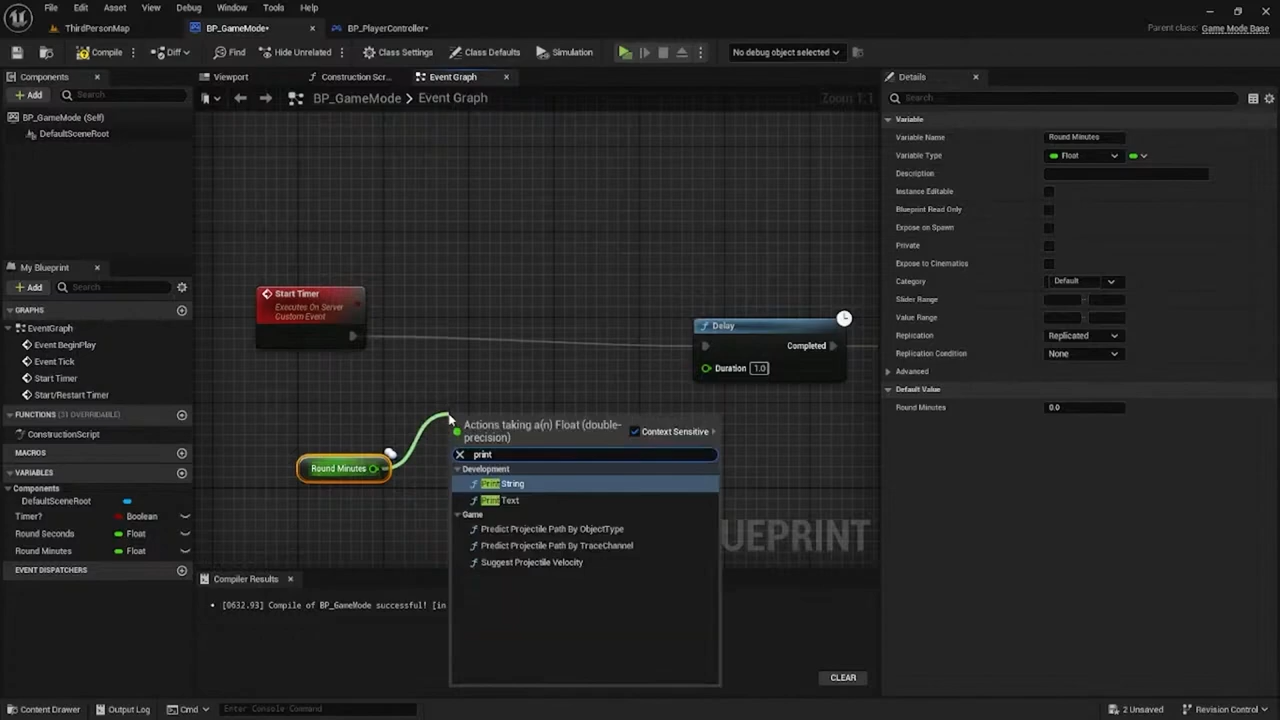 File Edit Asset View Debug Window Tools Help
ThirdPersonMap
BP_GameMode•
BP_PlayerController•
Parent class: Game Mode Base
Compile
Diff
Find
Hide Unrelated
Class Settings
Class Defaults
Simulation
No debug object selected
Components
Add
Search
BP_GameMode (Self)
DefaultSceneRoot
Viewport
Construction Scr...
Event Graph
BP_GameMode > Event Graph
Zoom 1:1
Start Timer
Executes On Server
Custom Event
Delay
Completed
Duration 1.0
Round Minutes
Actions taking a(n) Float (double-
precision)
Context Sensitive
print
Development
Print String
Print Text
Game
Predict Projectile Path By ObjectType
Predict Projectile Path By TraceChannel
Suggest Projectile Velocity
BLUEPRINT
My Blueprint
Add
Search
GRAPHS
EventGraph
Event BeginPlay
Event Tick
Start Timer
Start/Restart Timer
FUNCTIONS (31 OVERRIDABLE)
ConstructionScript
MACROS
VARIABLES
Components
DefaultSceneRoot
Timer? Boolean
Round Seconds Float
Round Minutes Float
EVENT DISPATCHERS
Compiler Results
[0632.93] Compile of BP_GameMode successful! [in
CLEAR
Details
Search
Variable
Variable Name Round Minutes
Variable Type Float
Description
Instance Editable
Blueprint Read Only
Expose on Spawn
Private
Expose to Cinematics
Category Default
Slider Range
Value Range
Replication Replicated
Replication Condition None
Advanced
Default Value
Round Minutes 0.0
Content Drawer
Output Log
Cmd
Enter Console Command
2 Unsaved
Revision Control